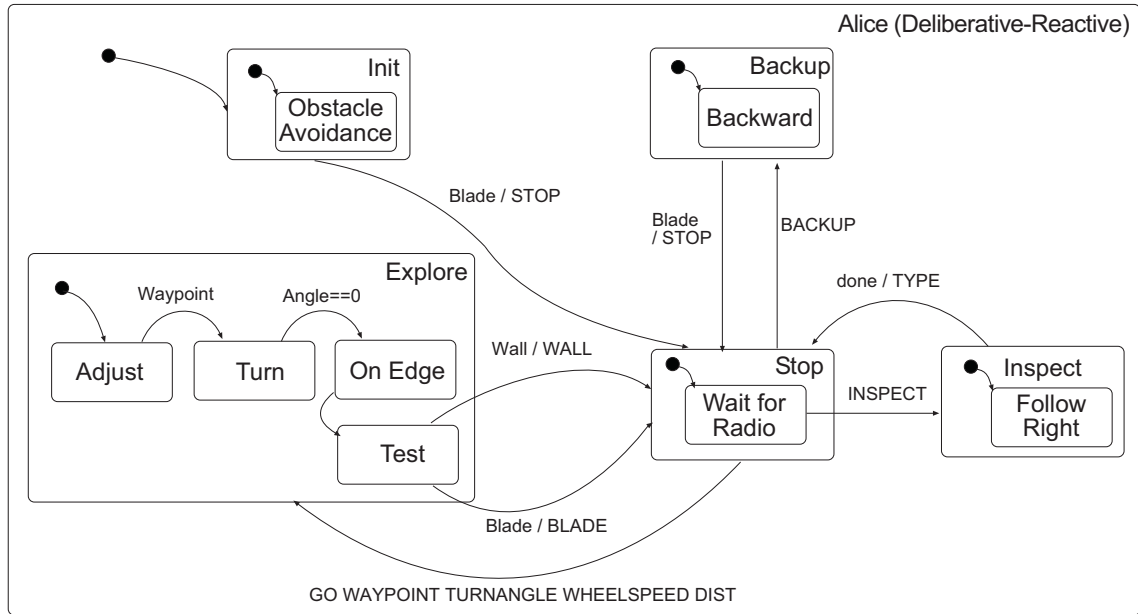 Alice (Deliberative-Reactive)
Init
Obstacle
Avoidance
Backup
Backward
Blade / STOP
Blade
/ STOP
BACKUP
Explore
Waypoint
Angle==0
Adjust
Turn
On Edge
Test
Wall / WALL
Blade / BLADE
Stop
Wait for
Radio
done / TYPE
INSPECT
Inspect
Follow
Right
GO WAYPOINT TURNANGLE WHEELSPEED DIST